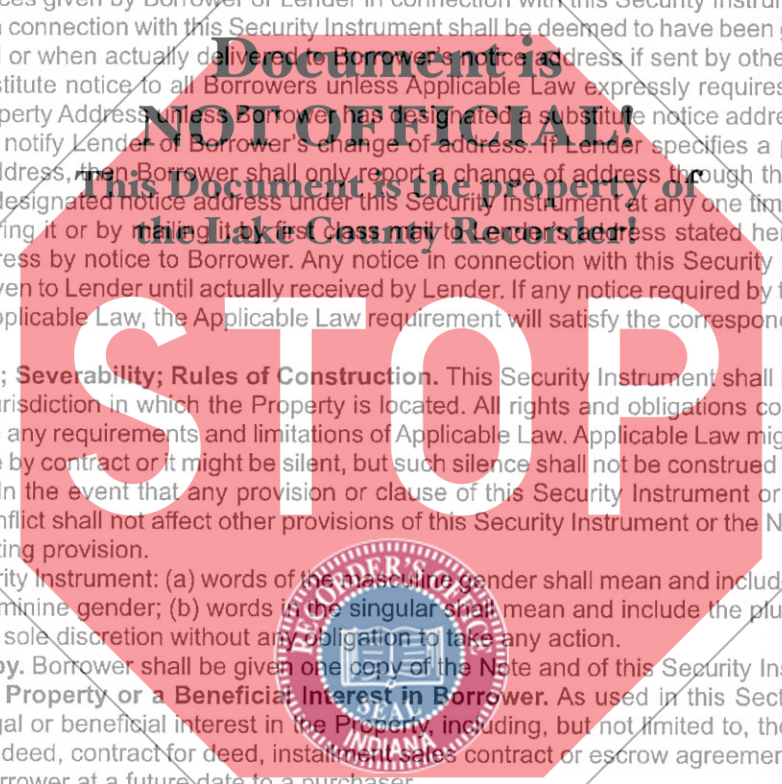 ces given by Borrower or Lender in connection with this Security Instrum
connection with this Security Instrument shall be deemed to have been
Document is
or when actually delivered to Borrower's notice address if sent by othe
stitute notice to all Borrowers unless Applicable Law expressly requires
NOT OFFICIAL!
perty Address unless Borrower has designated a substitute notice addre
notify Lender of Borrower's change of address. If Lender specifies a p
ddress, then Borrower shall only report a change of address through th
This Document is the property of
designated notice address under this Security Instrument at any one tim
the Lake County Recorder!
ring it or by mailing it by first class mail to Lender's address stated her
ress by notice to Borrower. Any notice in connection with this Security
ven to Lender until actually received by Lender. If any notice required by t
pplicable Law, the Applicable Law requirement will satisfy the correspon
STOP
; Severability; Rules of Construction. This Security Instrument shall
urisdiction in which the Property is located. All rights and obligations co
any requirements and limitations of Applicable Law. Applicable Law mig
by contract or it might be silent, but such silence shall not be construed
In the event that any provision or clause of this Security Instrument or
nflict shall not affect other provisions of this Security Instrument or the N
ting provision.
rity Instrument: (a) words of the masculine gender shall mean and includ
minine gender; (b) words in the singular shall mean and include the plu
sole discretion without any obligation to take any action.
py. Borrower shall be given one copy of the Note and of this Security Ins
Property or a Beneficial Interest in Borrower. As used in this Sec
gal or beneficial interest in the Property, including, but not limited to, th
deed, contract for deed, installment sales contract or escrow agreemen
rrower at a future date to a purchaser.
RECORDER'S OFFICE
SEAL
INDIANA